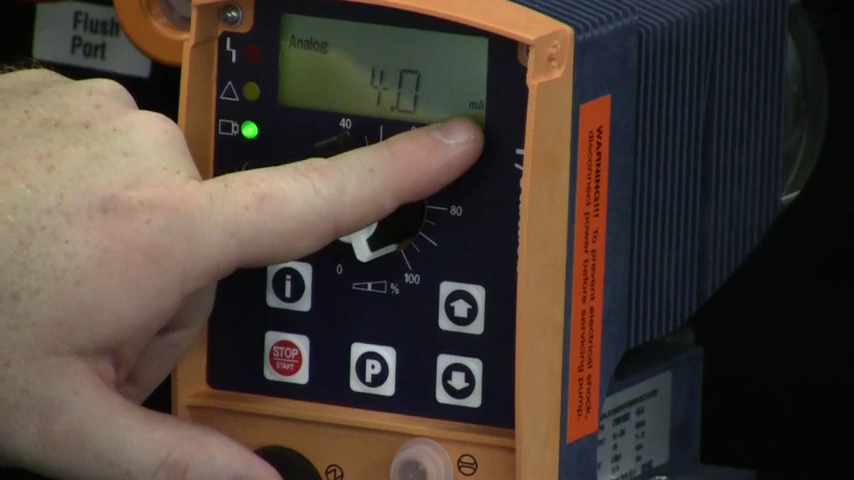 Flush
Port
Analog
4.0
mA
40
80
0
100
%
i
STOP
START
P
WARNING!!! To prevent electrical shock,
disconnect power before servicing pump.